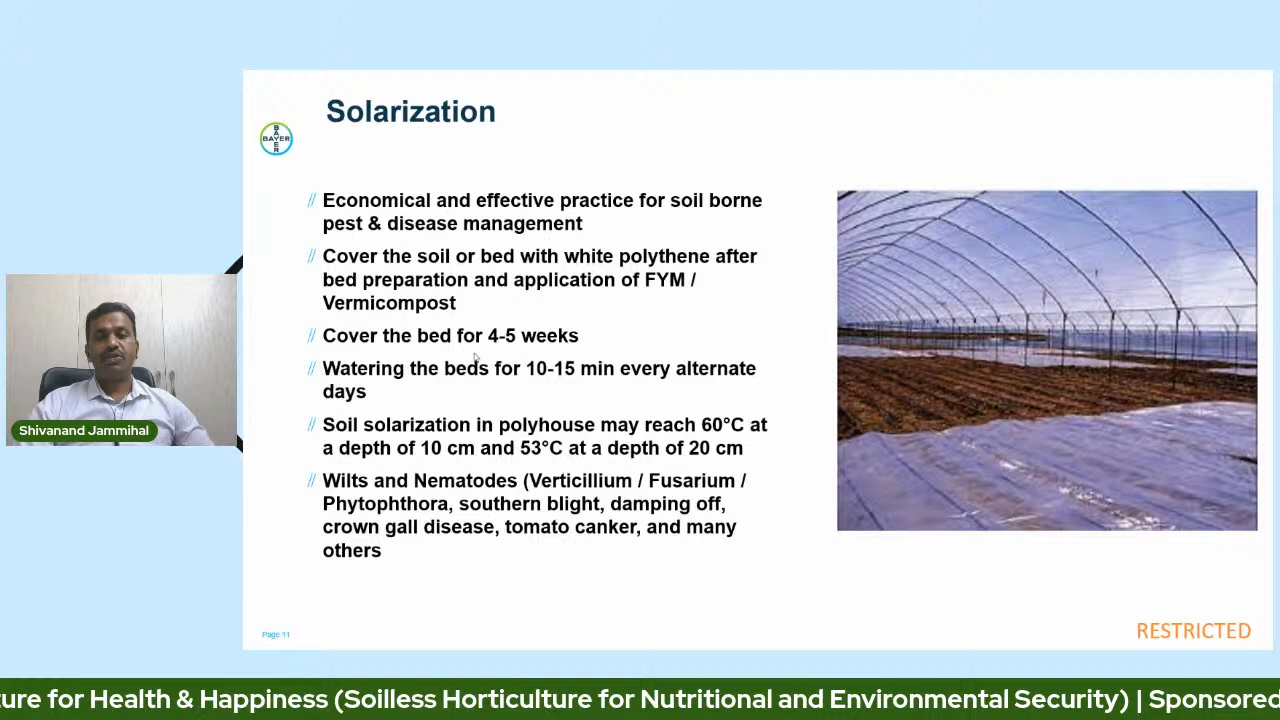 Solarization
BAYER
BAYER
// Economical and effective practice for soil borne
pest & disease management
// Cover the soil or bed with white polythene after
bed preparation and application of FYM /
Vermicompost
// Cover the bed for 4-5 weeks
// Watering the beds for 10-15 min every alternate
days
// Soil solarization in polyhouse may reach 60°C at
a depth of 10 cm and 53°C at a depth of 20 cm
// Wilts and Nematodes (Verticillium / Fusarium /
Phytophthora, southern blight, damping off,
crown gall disease, tomato canker, and many
others
Shivanand Jammihal
Page 11
RESTRICTED
ture for Health & Happiness (Soilless Horticulture for Nutritional and Environmental Security) | Sponsored